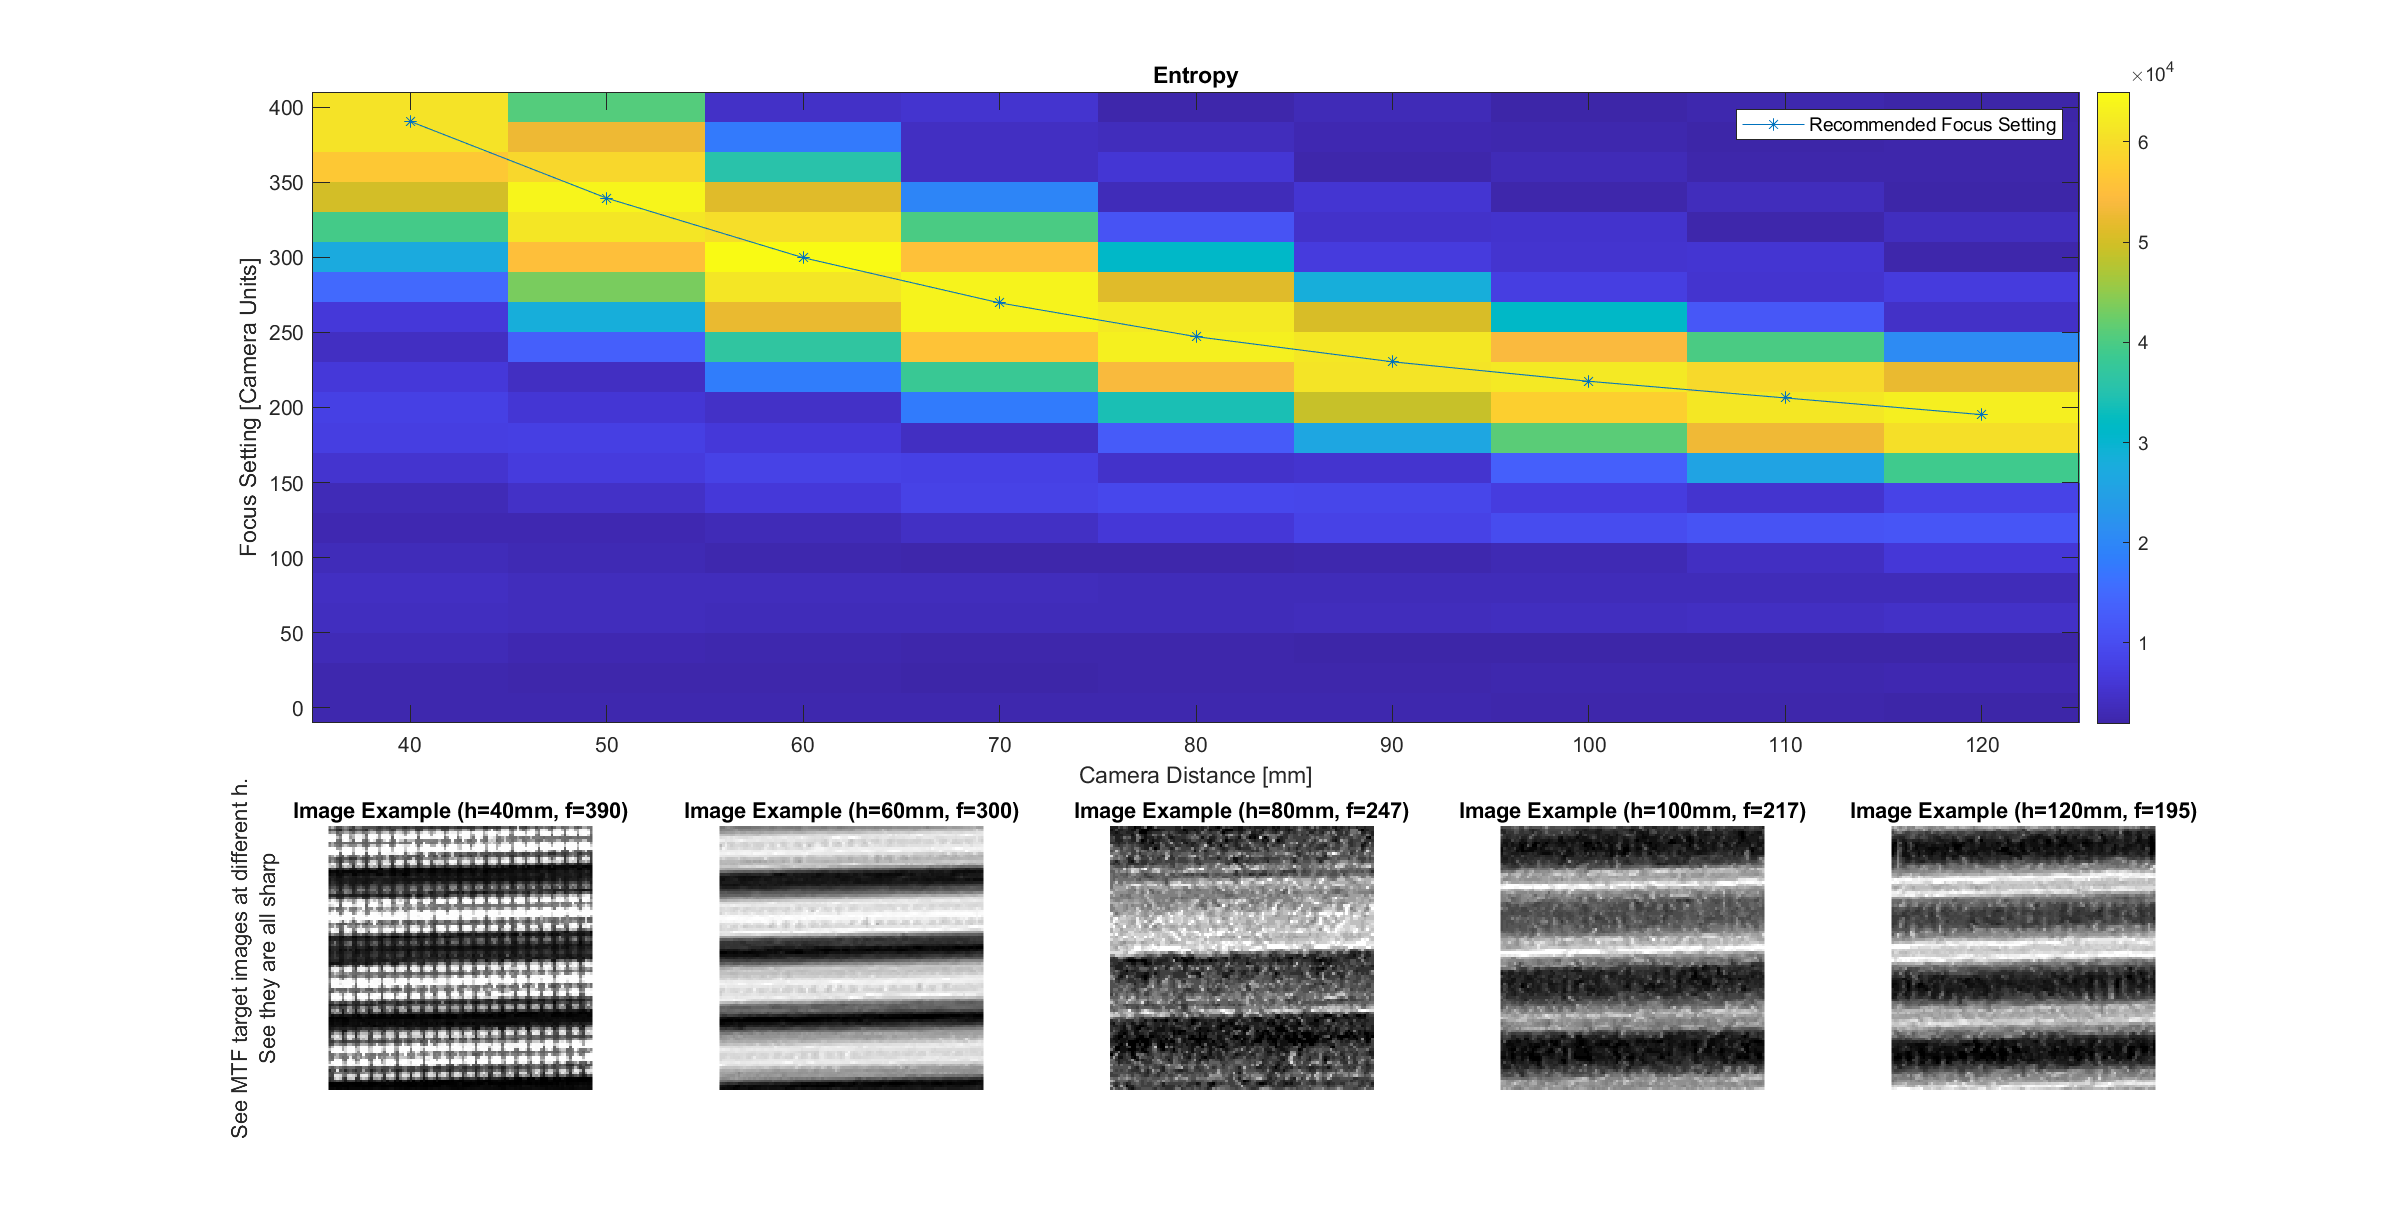 Entropy
×10⁴
Recommended Focus Setting
400
350
300
250
200
150
100
50
0
Focus Setting [Camera Units]
6
5
4
3
2
1
40 50 60 70 80 90 100 110 120
Camera Distance [mm]
See MTF target images at different h.
See they are all sharp
Image Example (h=40mm, f=390)
Image Example (h=60mm, f=300)
Image Example (h=80mm, f=247)
Image Example (h=100mm, f=217)
Image Example (h=120mm, f=195)